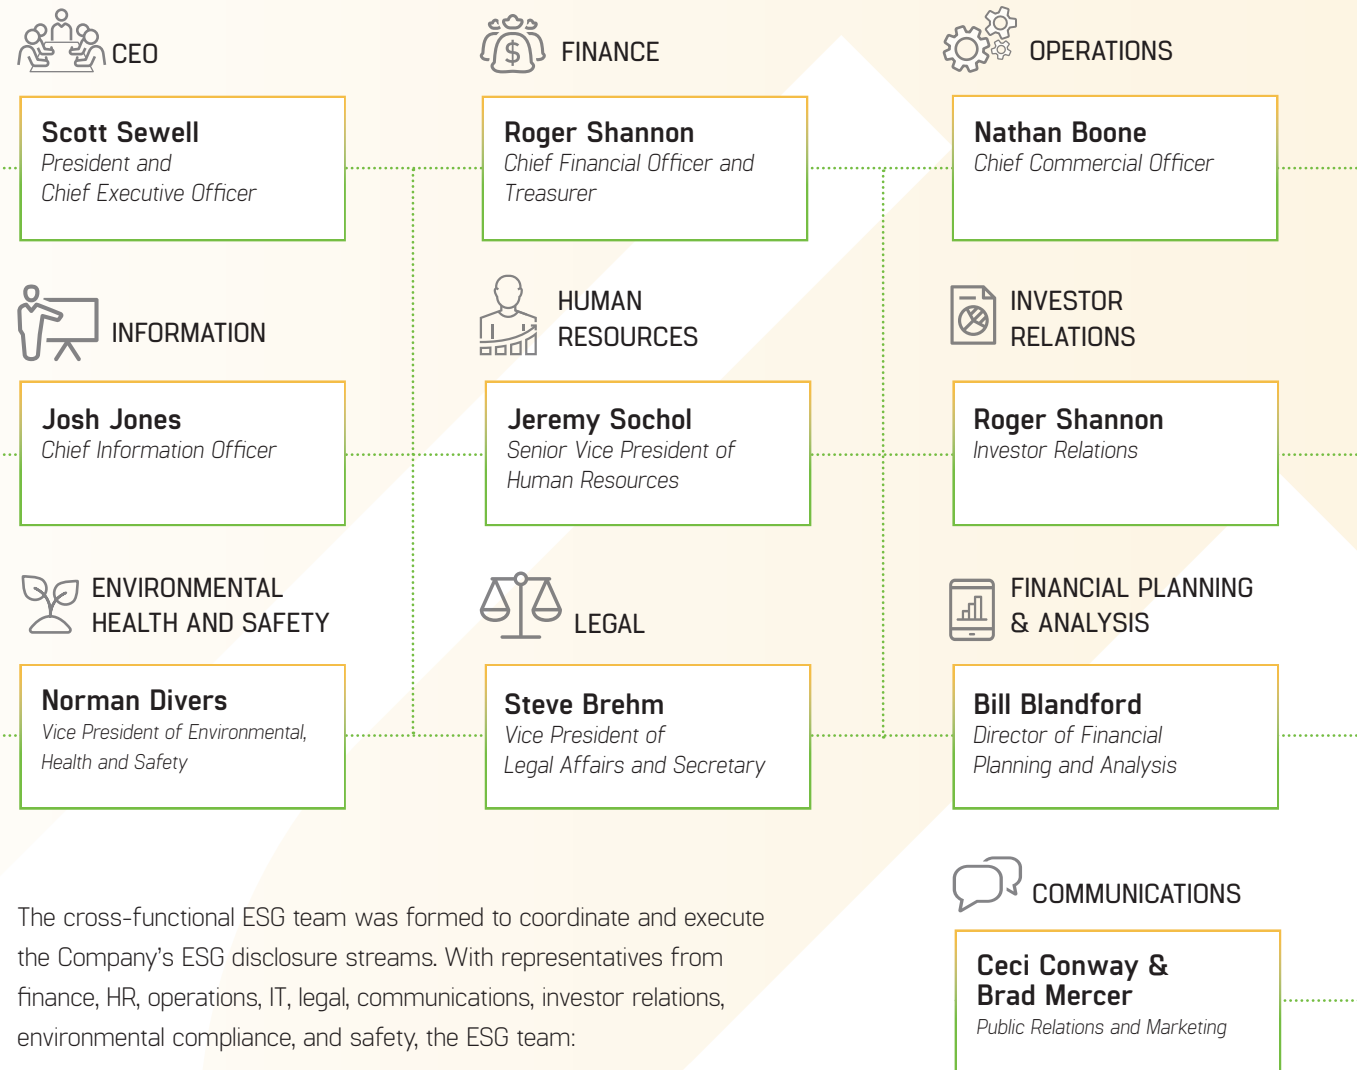 CEO
Scott Sewell
President and
Chief Executive Officer
FINANCE
Roger Shannon
Chief Financial Officer and
Treasurer
OPERATIONS
Nathan Boone
Chief Commercial Officer
INFORMATION
Josh Jones
Chief Information Officer
HUMAN
RESOURCES
Jeremy Sochol
Senior Vice President of
Human Resources
INVESTOR
RELATIONS
Roger Shannon
Investor Relations
ENVIRONMENTAL
HEALTH AND SAFETY
Norman Divers
Vice President of Environmental,
Health and Safety
LEGAL
Steve Brehm
Vice President of
Legal Affairs and Secretary
FINANCIAL PLANNING
& ANALYSIS
Bill Blandford
Director of Financial
Planning and Analysis
COMMUNICATIONS
Ceci Conway &
Brad Mercer
Public Relations and Marketing
The cross-functional ESG team was formed to coordinate and execute
the Company's ESG disclosure streams. With representatives from
finance, HR, operations, IT, legal, communications, investor relations,
environmental compliance, and safety, the ESG team: